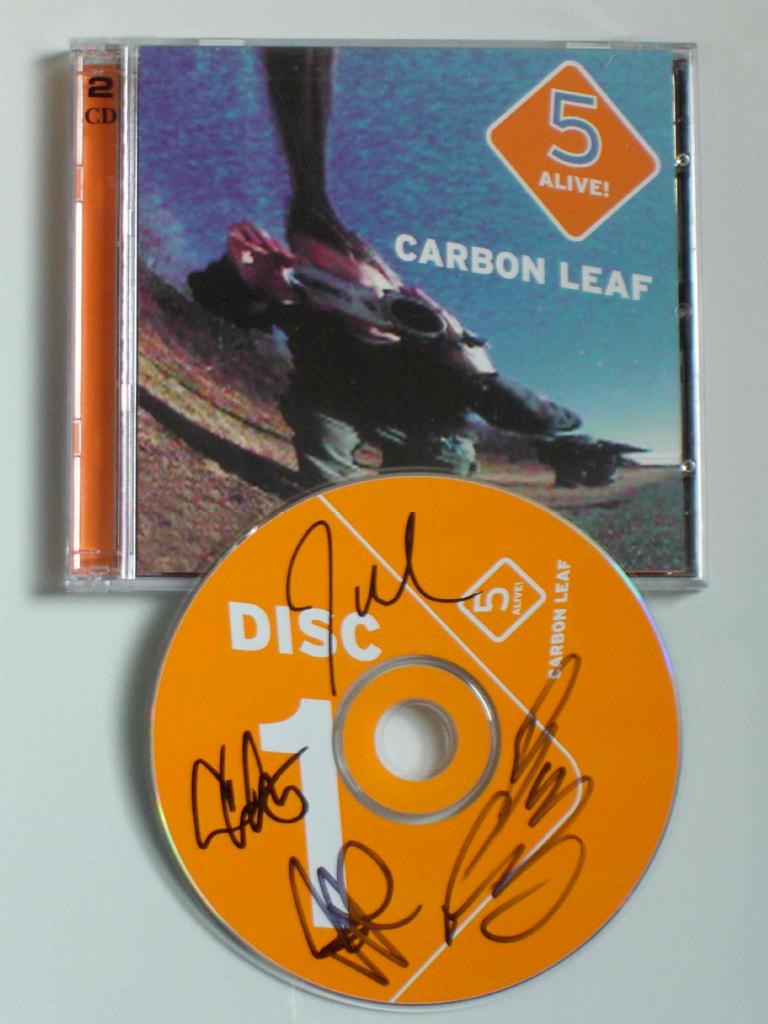 2
CD
5
ALIVE!
CARBON LEAF
DISC
1
5
ALIVE!
CARBON LEAF